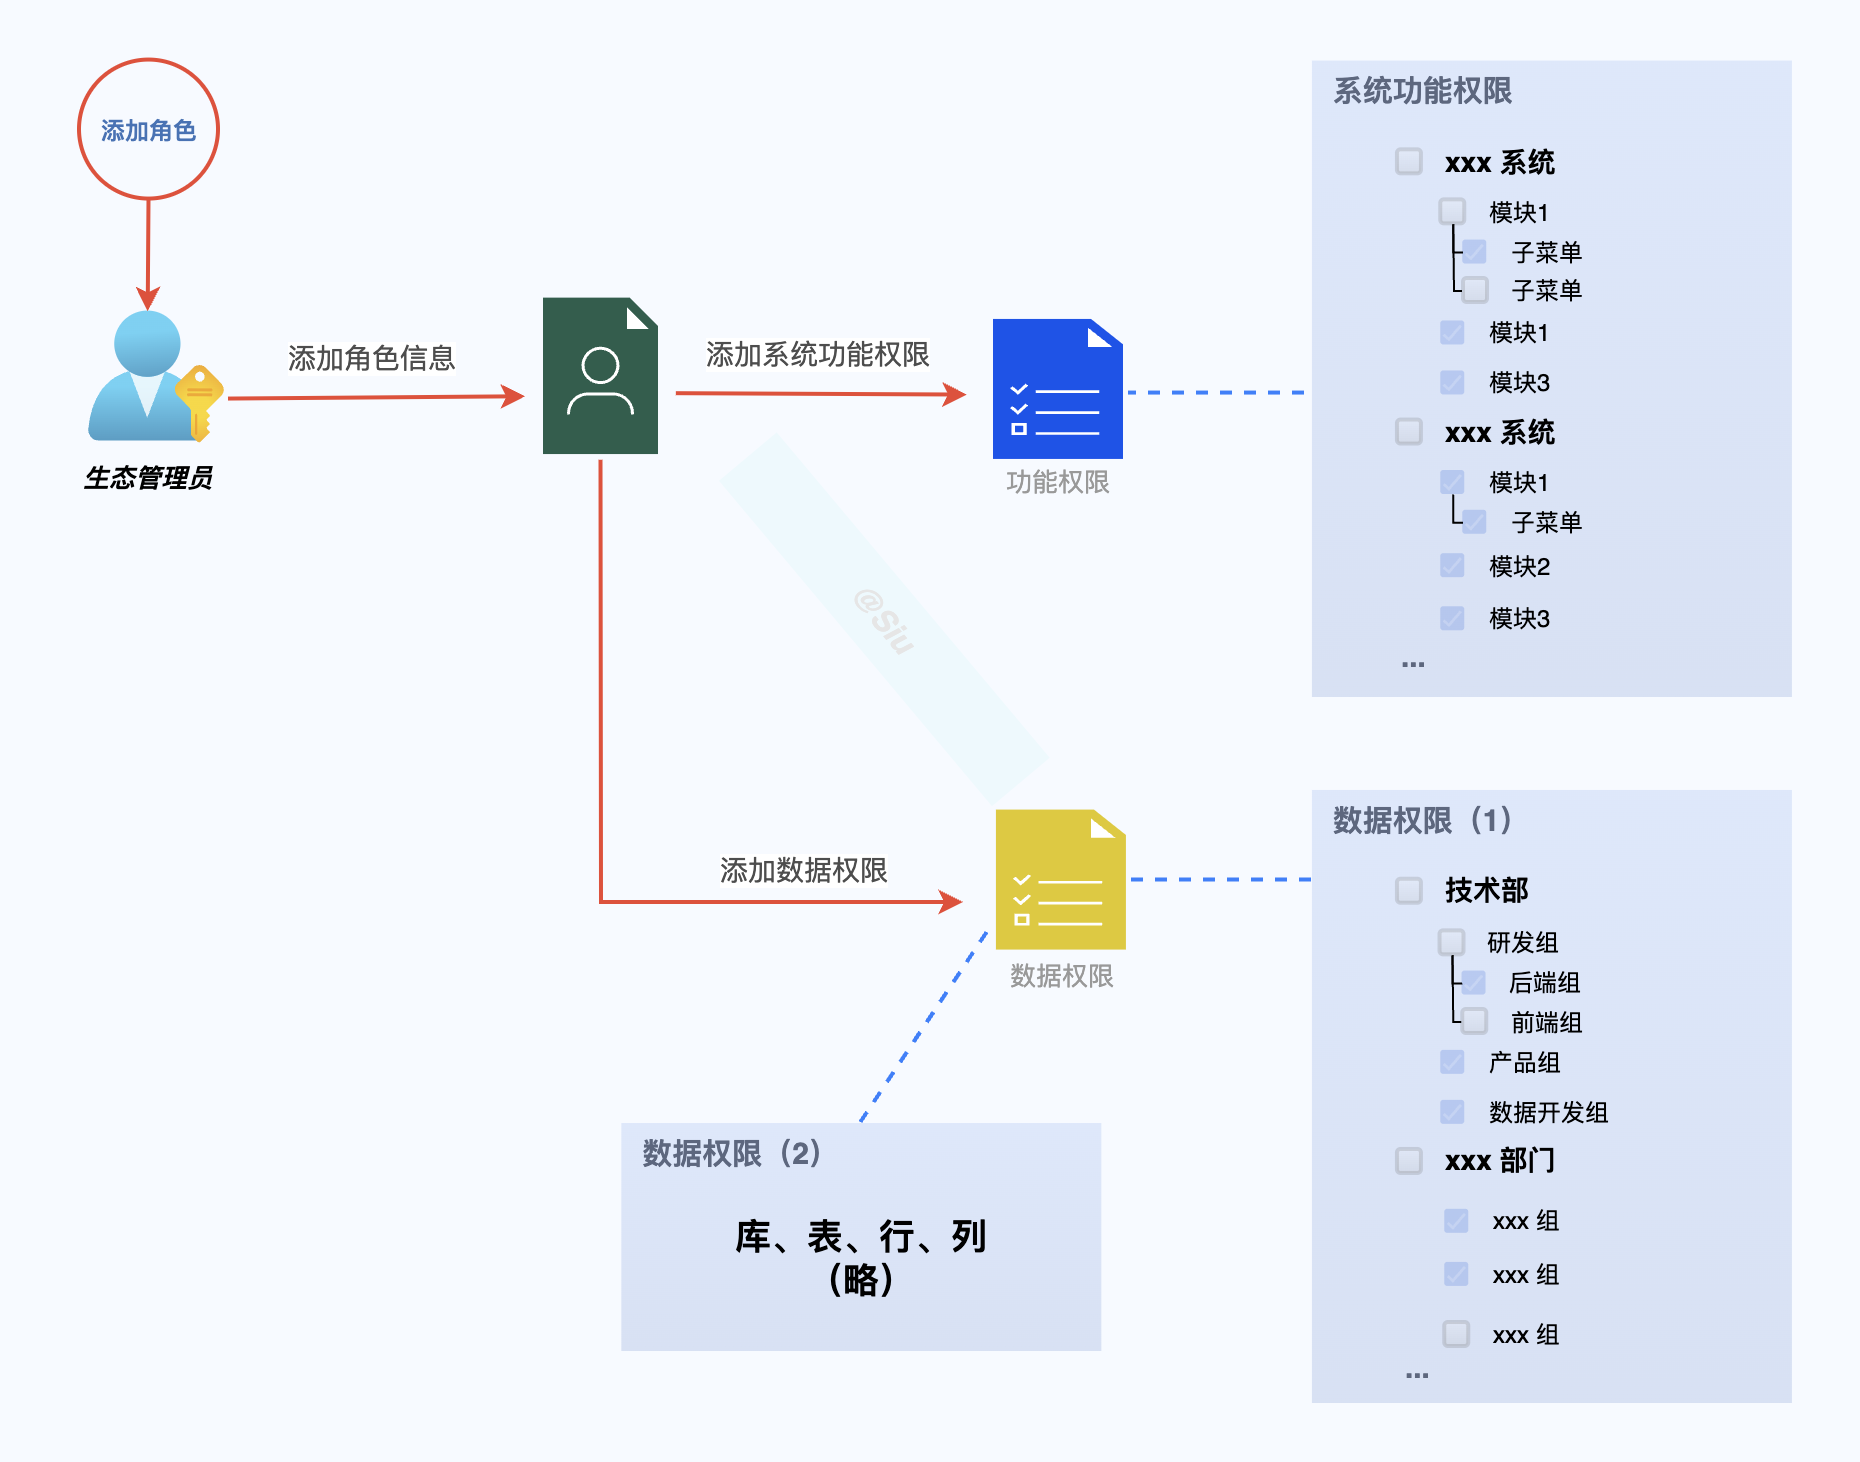 添加角色
生态管理员
添加角色信息
添加系统功能权限
功能权限
添加数据权限
数据权限
@Siu
系统功能权限
xxx 系统
模块1
子菜单
子菜单
模块1
模块3
xxx 系统
模块1
子菜单
模块2
模块3
...
数据权限（1）
技术部
研发组
后端组
前端组
产品组
数据开发组
xxx 部门
xxx 组
xxx 组
xxx 组
...
数据权限（2）
库、表、行、列
（略）